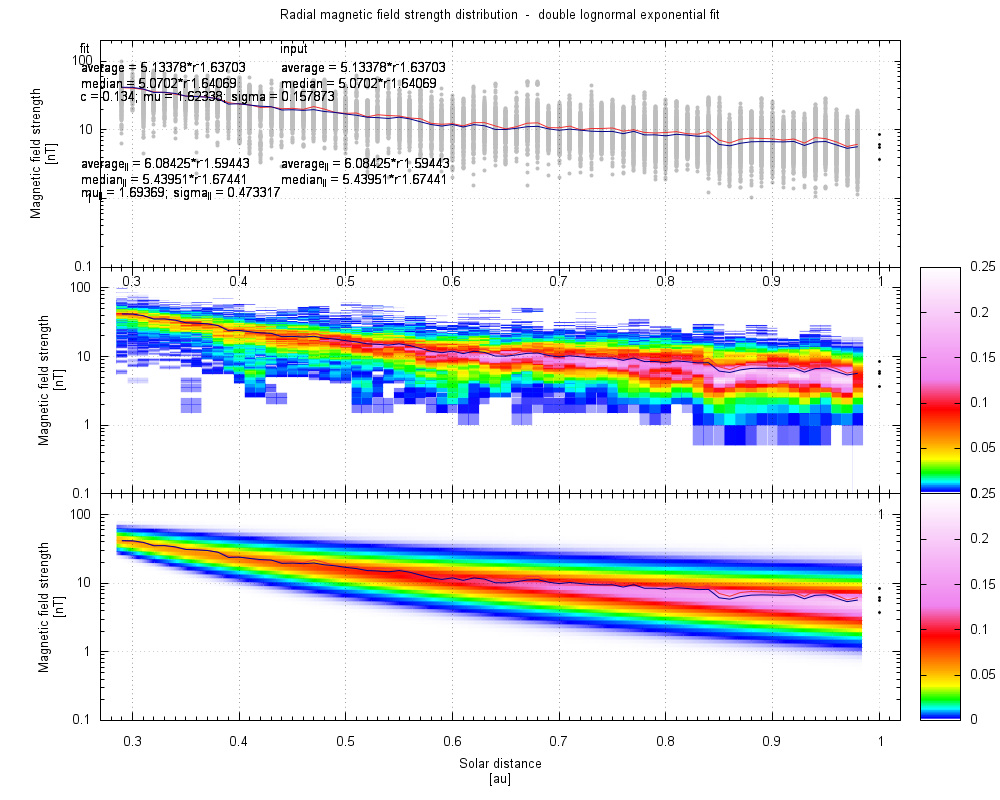 Radial magnetic field strength distribution - double lognormal exponential fit
fit input
average = 5.13378*r1.63703 average = 5.13378*r1.63703
median = 5.0702*r1.64069 median = 5.0702*r1.64069
c = 0.134; mu = 1.62338; sigma = 0.157873
average|| = 6.08425*r1.59443 average|| = 6.08425*r1.59443
median|| = 5.43951*r1.67441 median|| = 5.43951*r1.67441
mu|| = 1.69369; sigma|| = 0.473317
Magnetic field strength
[nT]
100
10
1
0.1
0.3 0.4 0.5 0.6 0.7 0.8 0.9 1
Magnetic field strength
[nT]
100
10
1
0.1
0.25
0.2
0.15
0.1
0.05
0
1
Magnetic field strength
[nT]
100
10
1
0.1
0.25
0.2
0.15
0.1
0.05
0
0.3 0.4 0.5 0.6 0.7 0.8 0.9 1
Solar distance
[au]